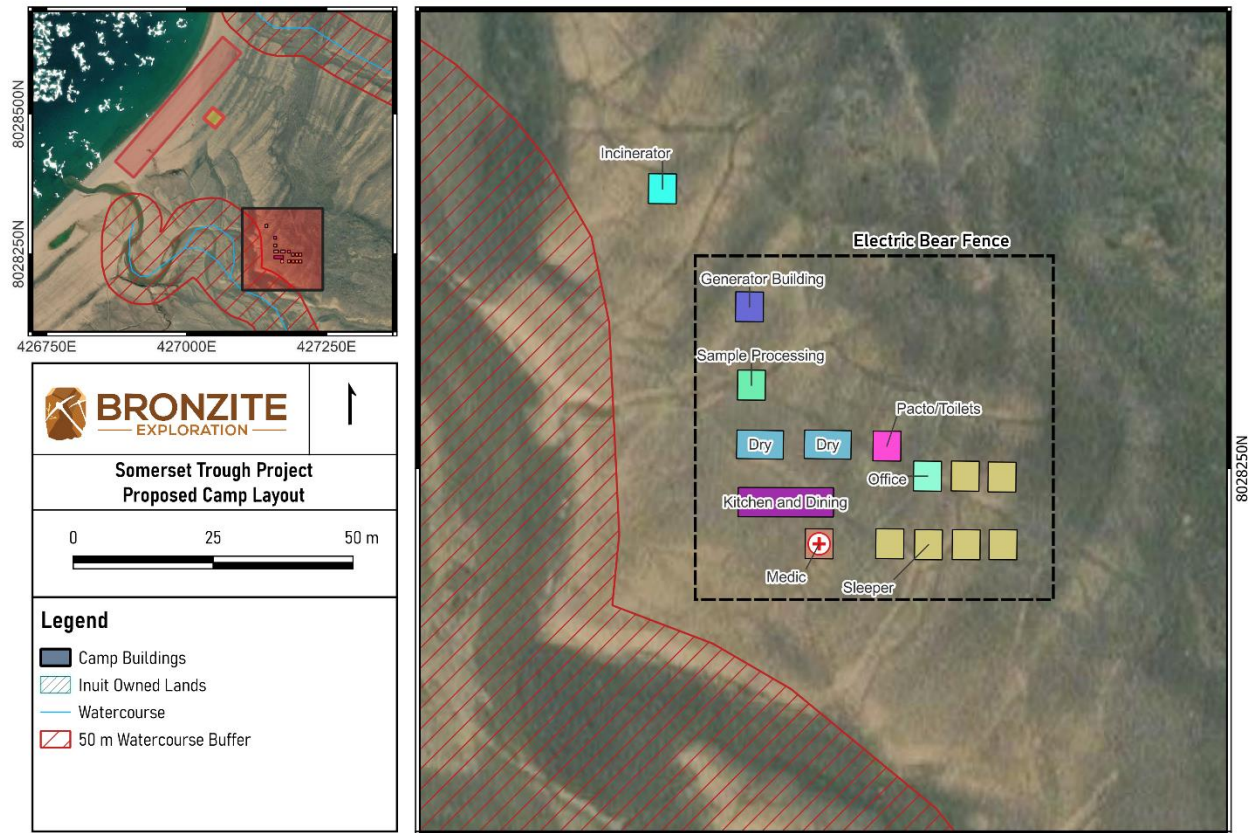 8028500N
8028250N
426750E
427000E
427250E
BRONZITE
EXPLORATION
Somerset Trough Project
Proposed Camp Layout
0
25
50 m
Legend
Camp Buildings
Inuit Owned Lands
Watercourse
50 m Watercourse Buffer
Incinerator
Electric Bear Fence
Generator Building
Sample Processing
Pacto/Toilets
Dry
Dry
Office
Kitchen and Dining
Medic
Sleeper
8028250N